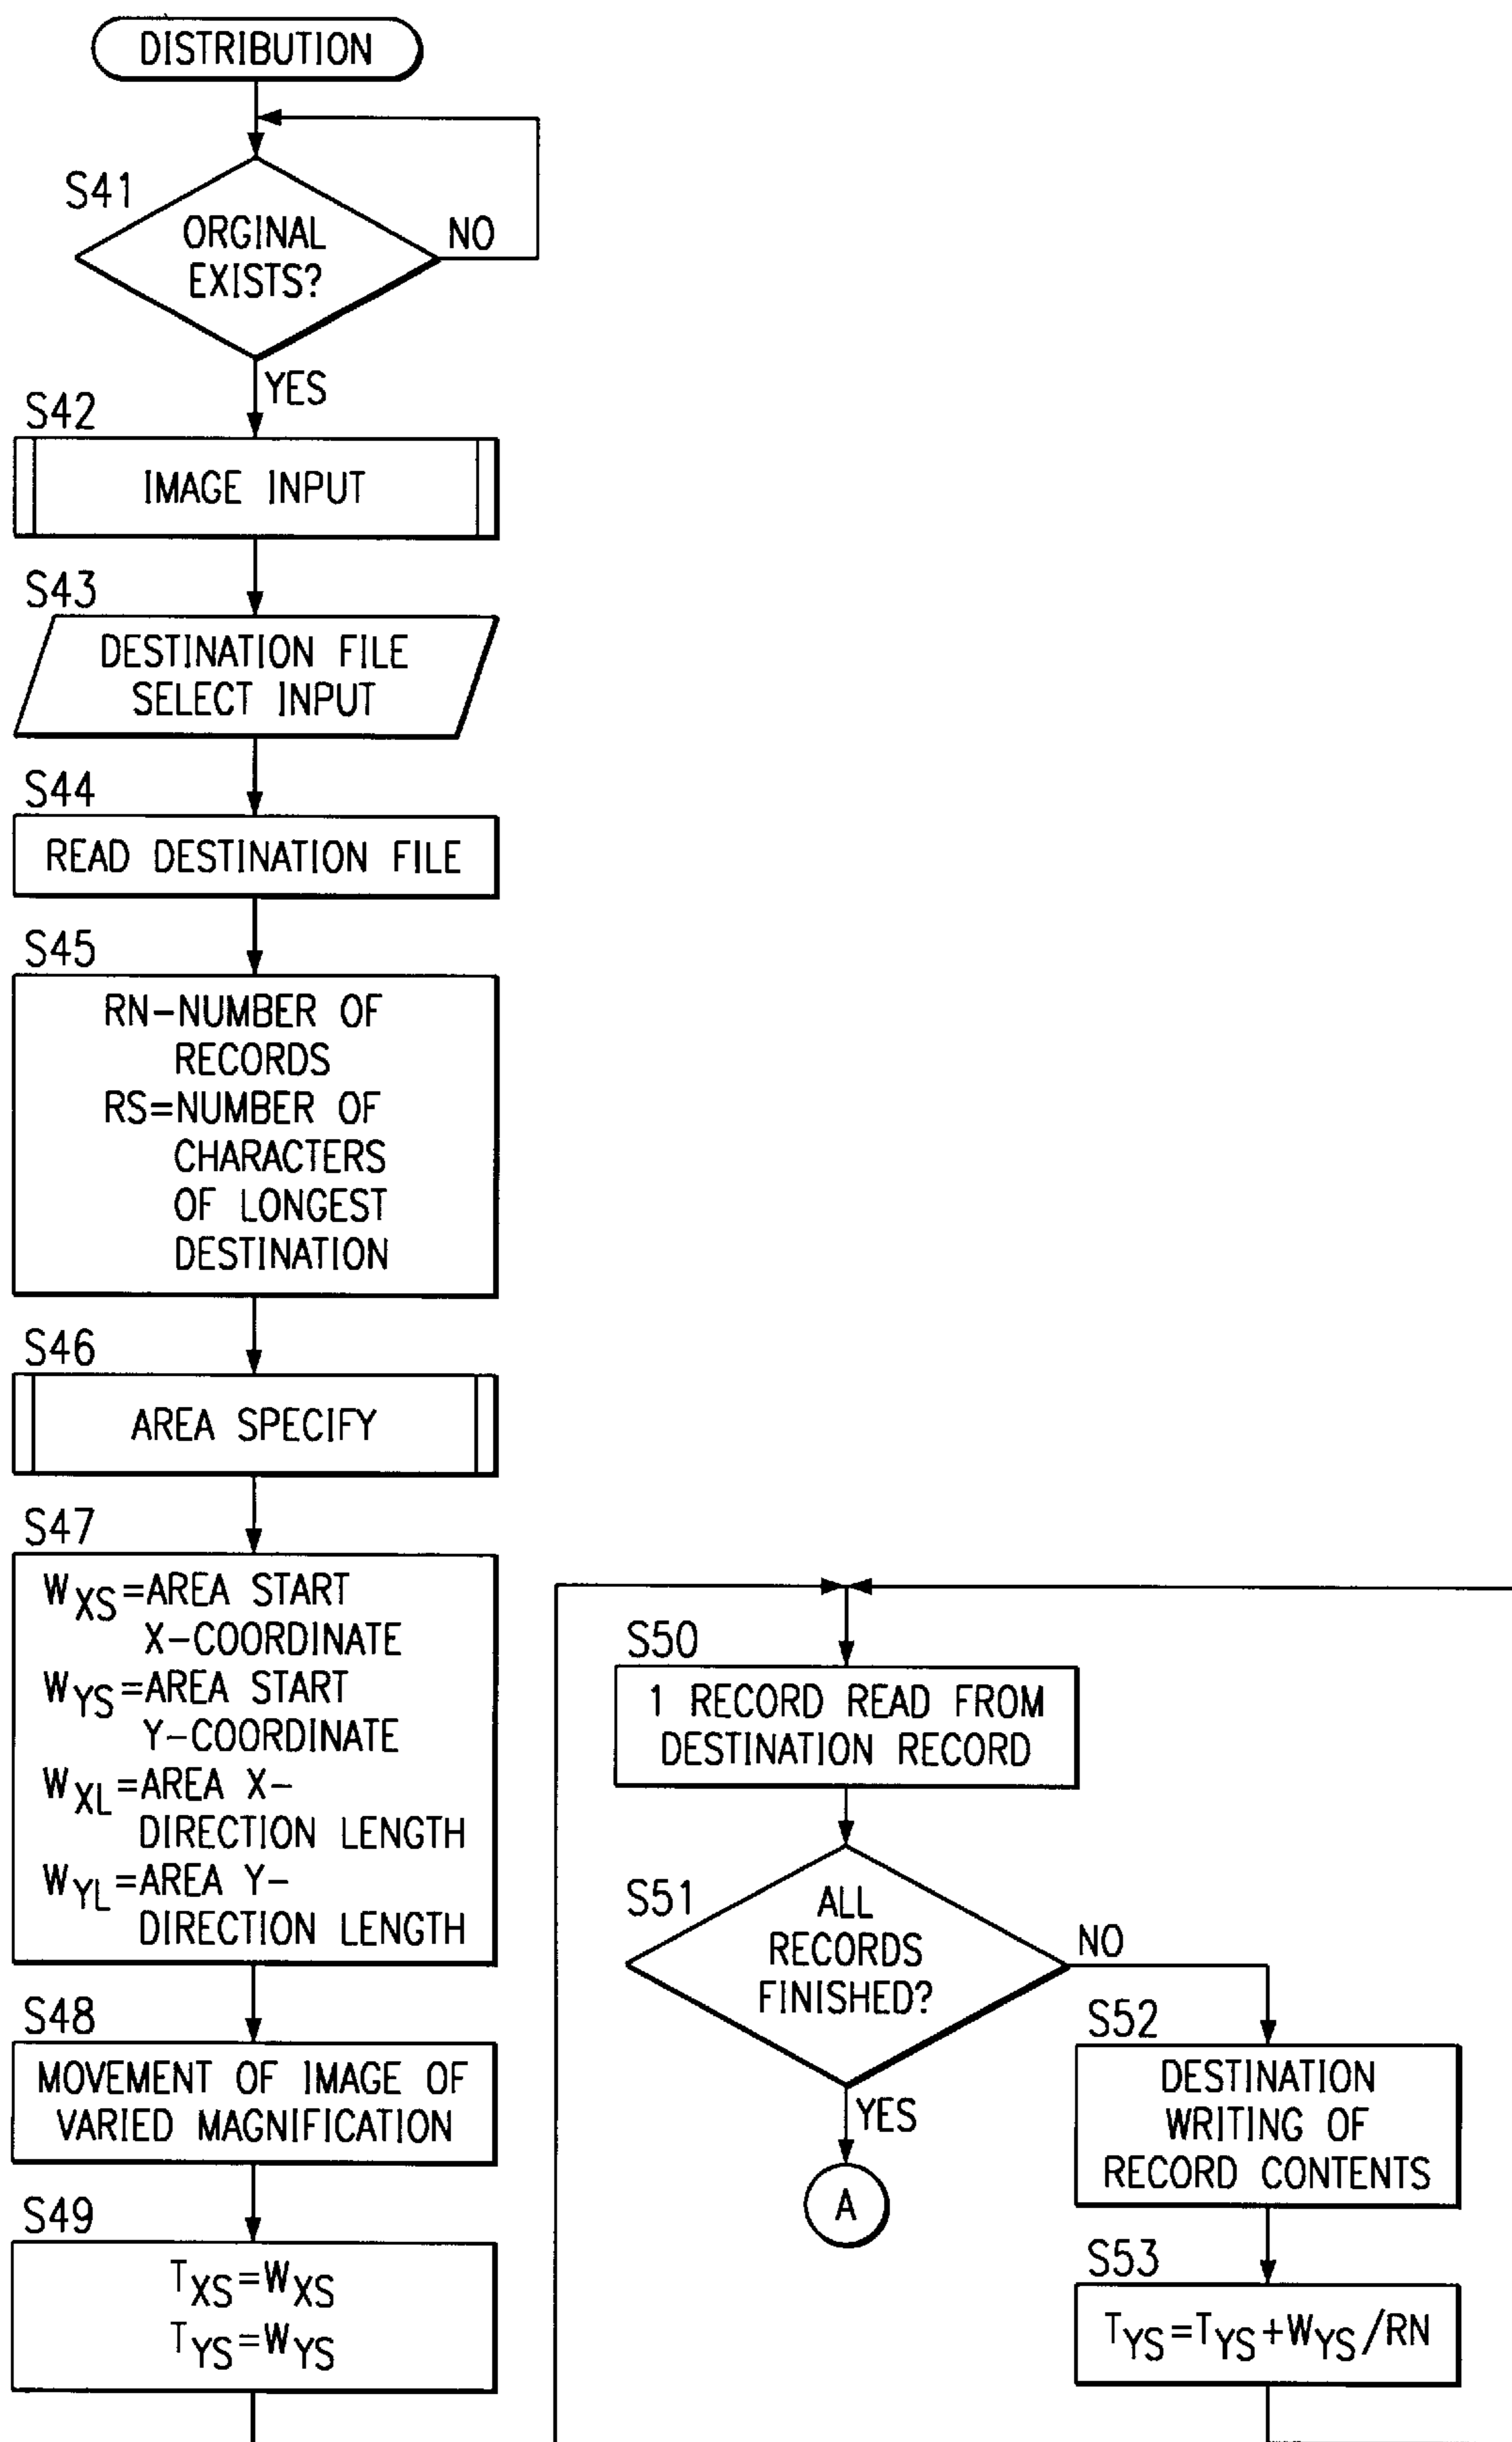 DISTRIBUTION
S41
ORGINAL
EXISTS?
NO
YES
S42
IMAGE INPUT
S43
DESTINATION FILE
SELECT INPUT
S44
READ DESTINATION FILE
S45
RN-NUMBER OF
RECORDS
RS=NUMBER OF
CHARACTERS
OF LONGEST
DESTINATION
S46
AREA SPECIFY
S47
WXS=AREA START
X-COORDINATE
WYS=AREA START
Y-COORDINATE
WXL=AREA X-
DIRECTION LENGTH
WYL=AREA Y-
DIRECTION LENGTH
S48
MOVEMENT OF IMAGE OF
VARIED MAGNIFICATION
S49
TXS=WXS
TYS=WYS
S50
1 RECORD READ FROM
DESTINATION RECORD
S51
ALL
RECORDS
FINISHED?
NO
YES
A
S52
DESTINATION
WRITING OF
RECORD CONTENTS
S53
TYS=TYS+WYS/RN